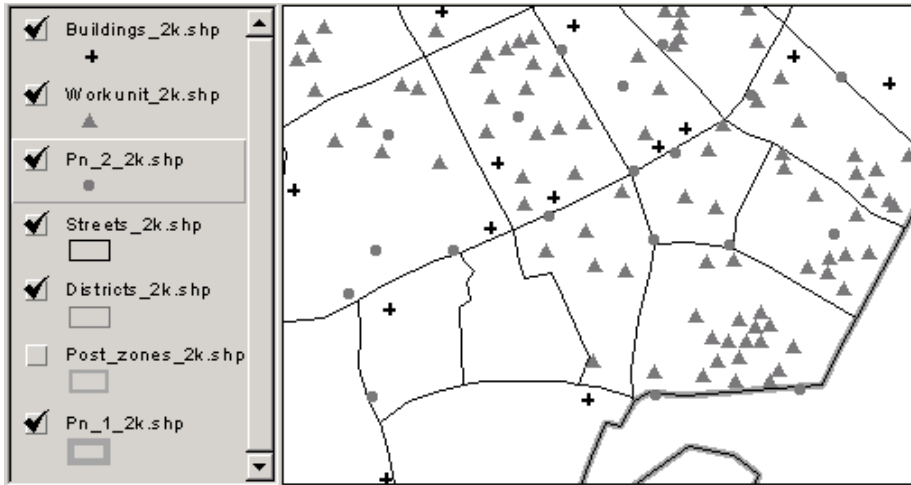 Buildings_2k.shp
Workunit_2k.shp
Pn_2_2k.shp
Streets_2k.shp
Districts_2k.shp
Post_zones_2k.shp
Pn_1_2k.shp